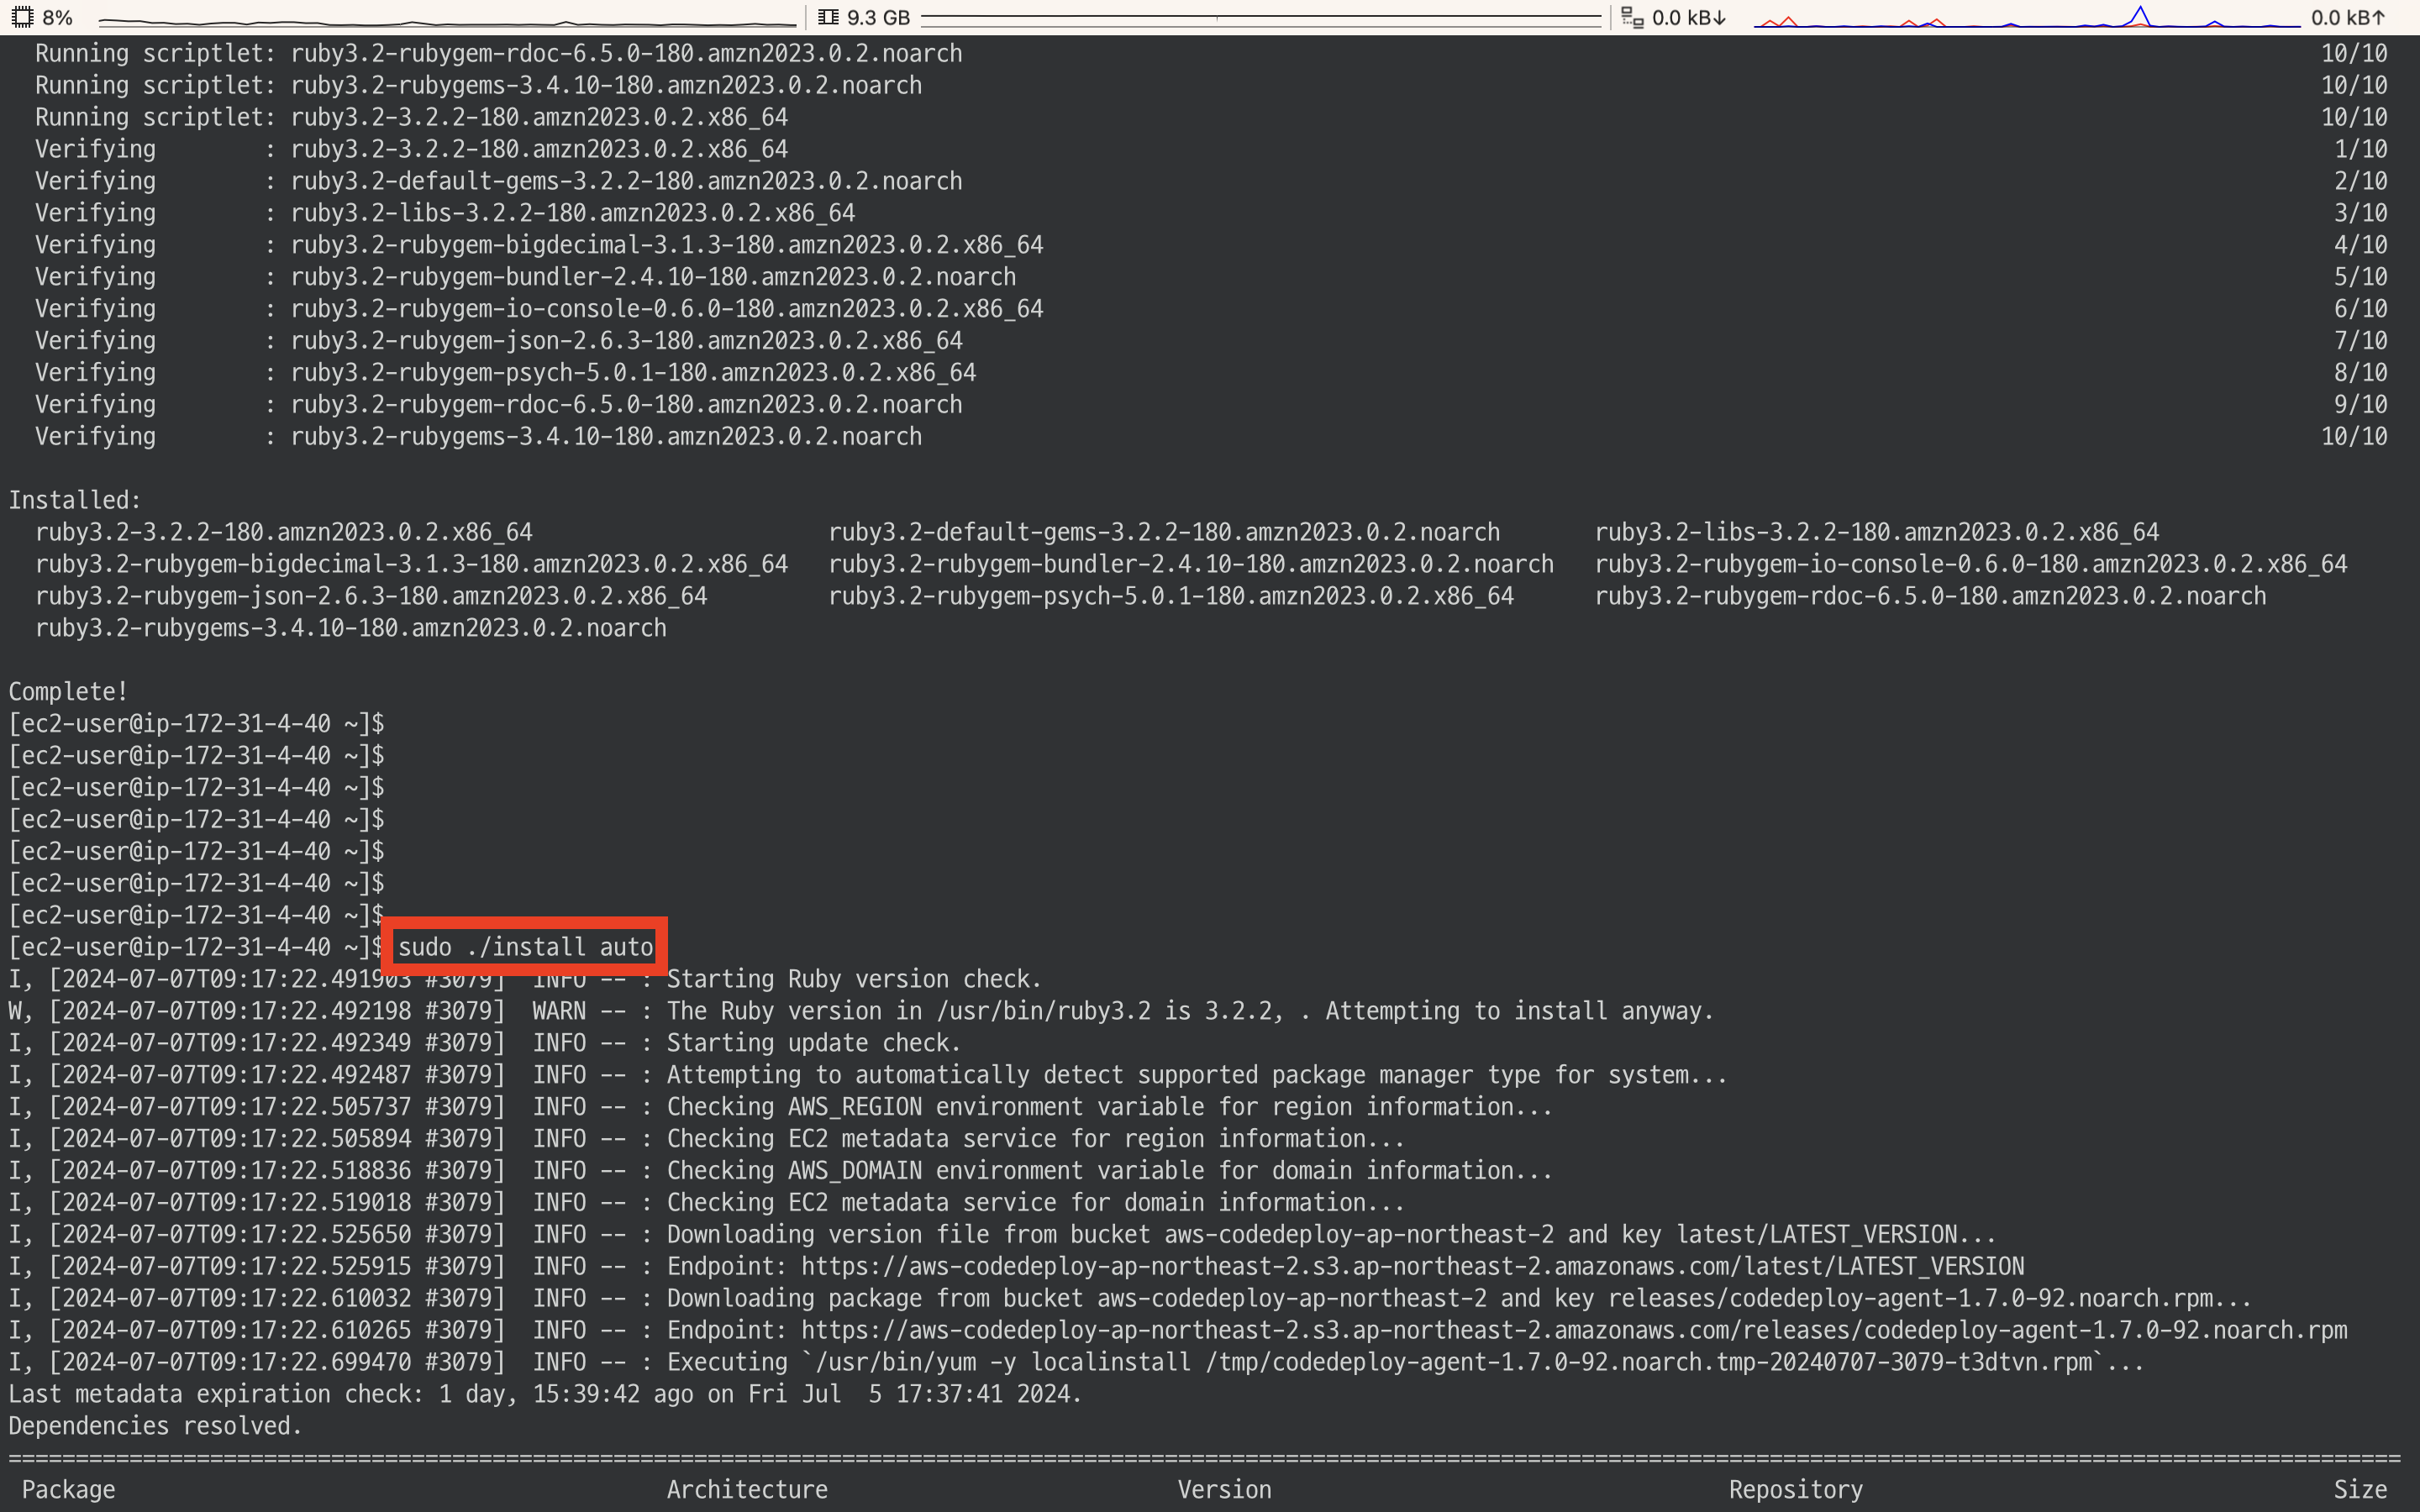 8% 9.3 GB 0.0 kB↓ 0.0 kB↑
Running scriptlet: ruby3.2-rubygem-rdoc-6.5.0-180.amzn2023.0.2.noarch 10/10
Running scriptlet: ruby3.2-rubygems-3.4.10-180.amzn2023.0.2.noarch 10/10
Running scriptlet: ruby3.2-3.2.2-180.amzn2023.0.2.x86_64 10/10
Verifying : ruby3.2-3.2.2-180.amzn2023.0.2.x86_64 1/10
Verifying : ruby3.2-default-gems-3.2.2-180.amzn2023.0.2.noarch 2/10
Verifying : ruby3.2-libs-3.2.2-180.amzn2023.0.2.x86_64 3/10
Verifying : ruby3.2-rubygem-bigdecimal-3.1.3-180.amzn2023.0.2.x86_64 4/10
Verifying : ruby3.2-rubygem-bundler-2.4.10-180.amzn2023.0.2.noarch 5/10
Verifying : ruby3.2-rubygem-io-console-0.6.0-180.amzn2023.0.2.x86_64 6/10
Verifying : ruby3.2-rubygem-json-2.6.3-180.amzn2023.0.2.x86_64 7/10
Verifying : ruby3.2-rubygem-psych-5.0.1-180.amzn2023.0.2.x86_64 8/10
Verifying : ruby3.2-rubygem-rdoc-6.5.0-180.amzn2023.0.2.noarch 9/10
Verifying : ruby3.2-rubygems-3.4.10-180.amzn2023.0.2.noarch 10/10
Installed:
ruby3.2-3.2.2-180.amzn2023.0.2.x86_64 ruby3.2-default-gems-3.2.2-180.amzn2023.0.2.noarch ruby3.2-libs-3.2.2-180.amzn2023.0.2.x86_64
ruby3.2-rubygem-bigdecimal-3.1.3-180.amzn2023.0.2.x86_64 ruby3.2-rubygem-bundler-2.4.10-180.amzn2023.0.2.noarch ruby3.2-rubygem-io-console-0.6.0-180.amzn2023.0.2.x86_64
ruby3.2-rubygem-json-2.6.3-180.amzn2023.0.2.x86_64 ruby3.2-rubygem-psych-5.0.1-180.amzn2023.0.2.x86_64 ruby3.2-rubygem-rdoc-6.5.0-180.amzn2023.0.2.noarch
ruby3.2-rubygems-3.4.10-180.amzn2023.0.2.noarch
Complete!
[ec2-user@ip-172-31-4-40 ~]$
[ec2-user@ip-172-31-4-40 ~]$
[ec2-user@ip-172-31-4-40 ~]$
[ec2-user@ip-172-31-4-40 ~]$
[ec2-user@ip-172-31-4-40 ~]$
[ec2-user@ip-172-31-4-40 ~]$
[ec2-user@ip-172-31-4-40 ~]$
[ec2-user@ip-172-31-4-40 ~]$ sudo ./install auto
I, [2024-07-07T09:17:22.491903 #3079] INFO -- : Starting Ruby version check.
W, [2024-07-07T09:17:22.492198 #3079] WARN -- : The Ruby version in /usr/bin/ruby3.2 is 3.2.2, . Attempting to install anyway.
I, [2024-07-07T09:17:22.492349 #3079] INFO -- : Starting update check.
I, [2024-07-07T09:17:22.492487 #3079] INFO -- : Attempting to automatically detect supported package manager type for system...
I, [2024-07-07T09:17:22.505737 #3079] INFO -- : Checking AWS_REGION environment variable for region information...
I, [2024-07-07T09:17:22.505894 #3079] INFO -- : Checking EC2 metadata service for region information...
I, [2024-07-07T09:17:22.518836 #3079] INFO -- : Checking AWS_DOMAIN environment variable for domain information...
I, [2024-07-07T09:17:22.519018 #3079] INFO -- : Checking EC2 metadata service for domain information...
I, [2024-07-07T09:17:22.525650 #3079] INFO -- : Downloading version file from bucket aws-codedeploy-ap-northeast-2 and key latest/LATEST_VERSION...
I, [2024-07-07T09:17:22.525915 #3079] INFO -- : Endpoint: https://aws-codedeploy-ap-northeast-2.s3.ap-northeast-2.amazonaws.com/latest/LATEST_VERSION
I, [2024-07-07T09:17:22.610032 #3079] INFO -- : Downloading package from bucket aws-codedeploy-ap-northeast-2 and key releases/codedeploy-agent-1.7.0-92.noarch.rpm...
I, [2024-07-07T09:17:22.610265 #3079] INFO -- : Endpoint: https://aws-codedeploy-ap-northeast-2.s3.ap-northeast-2.amazonaws.com/releases/codedeploy-agent-1.7.0-92.noarch.rpm
I, [2024-07-07T09:17:22.699470 #3079] INFO -- : Executing `/usr/bin/yum -y localinstall /tmp/codedeploy-agent-1.7.0-92.noarch.tmp-20240707-3079-t3dtvn.rpm`...
Last metadata expiration check: 1 day, 15:39:42 ago on Fri Jul  5 17:37:41 2024.
Dependencies resolved.
Package Architecture Version Repository Size